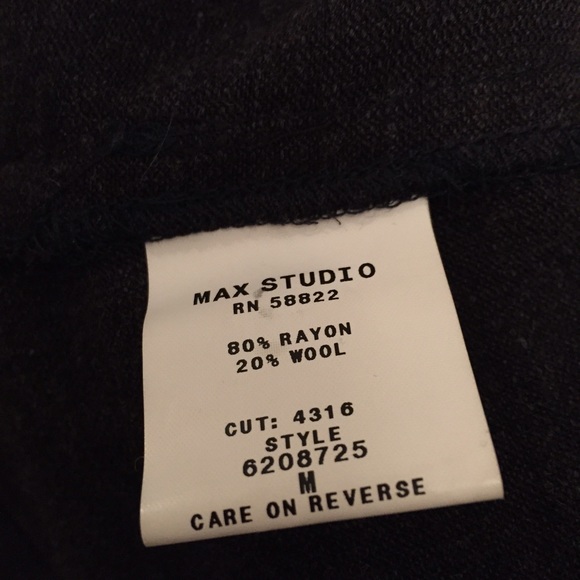 MAX STUDIO
RN 58822
80% RAYON
20% WOOL
CUT: 4316
STYLE
6208725
M
CARE ON REVERSE